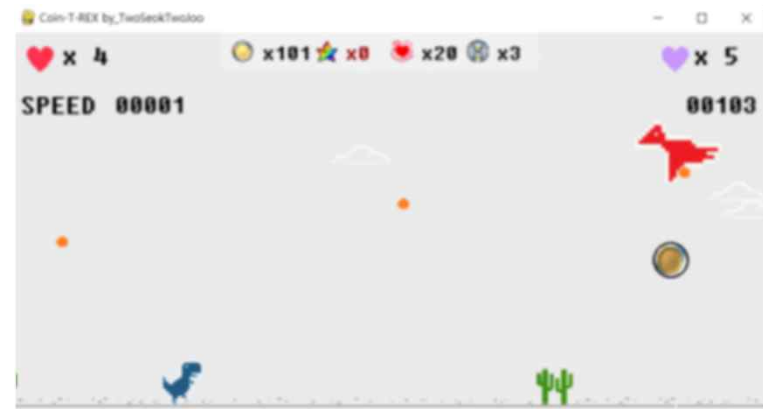 Coin-T-REX by_TwoSeokTwoJoo
x 4 x101 x0 x20 x3 x 5
SPEED 00001 00103